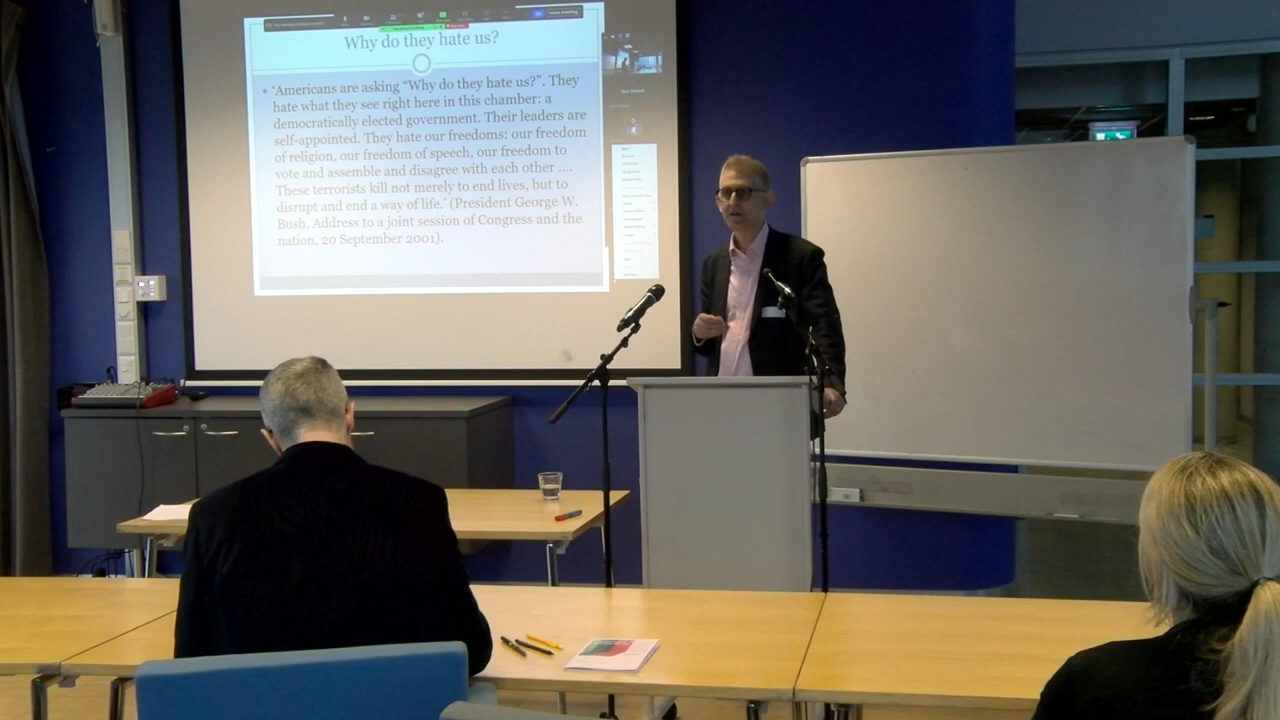 Leave meeting
Why do they hate us?
‘Americans are asking “Why do they hate us?”. They
hate what they see right here in this chamber: a
democratically elected government. Their leaders are
self-appointed. They hate our freedoms: our freedom
of religion, our freedom of speech, our freedom to
vote and assemble and disagree with each other ....
These terrorists kill not merely to end lives, but to
disrupt and end a way of life.’ (President George W.
Bush, Address to a joint session of Congress and the
nation, 20 September 2001).